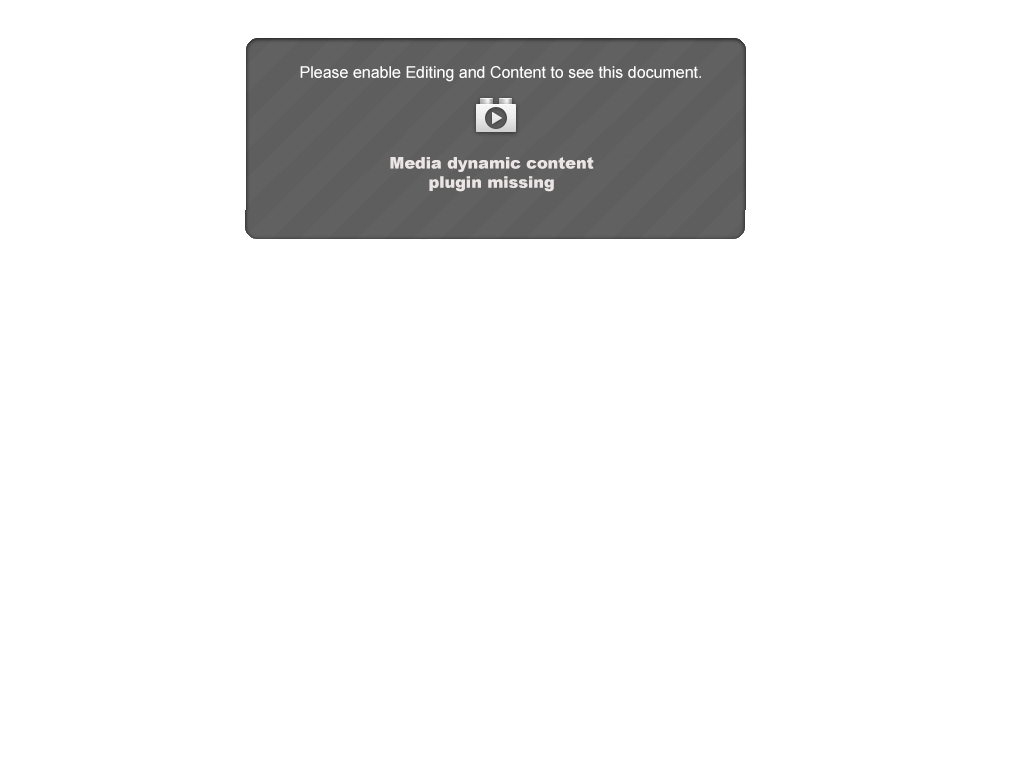 Please enable Editing and Content to see this document.
Media dynamic content
plugin missing